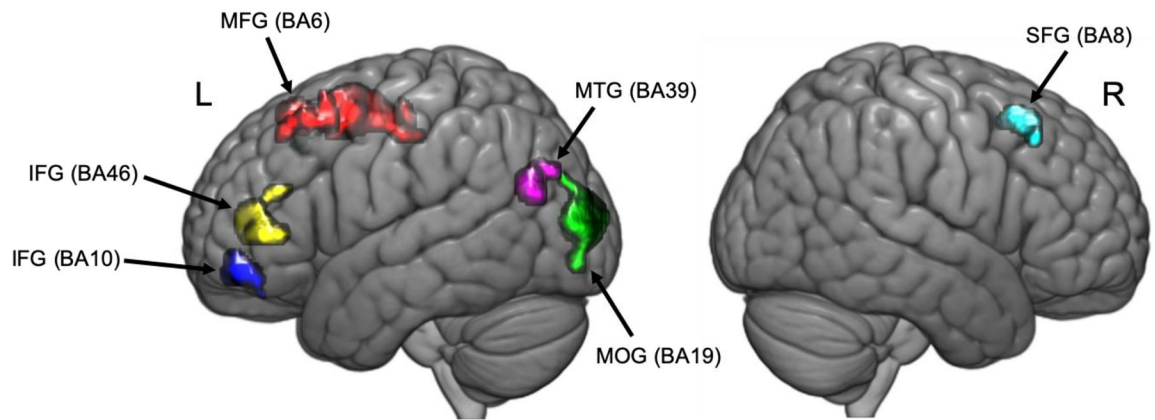 MFG (BA6)
SFG (BA8)
L
MTG (BA39)
R
IFG (BA46)
IFG (BA10)
MOG (BA19)